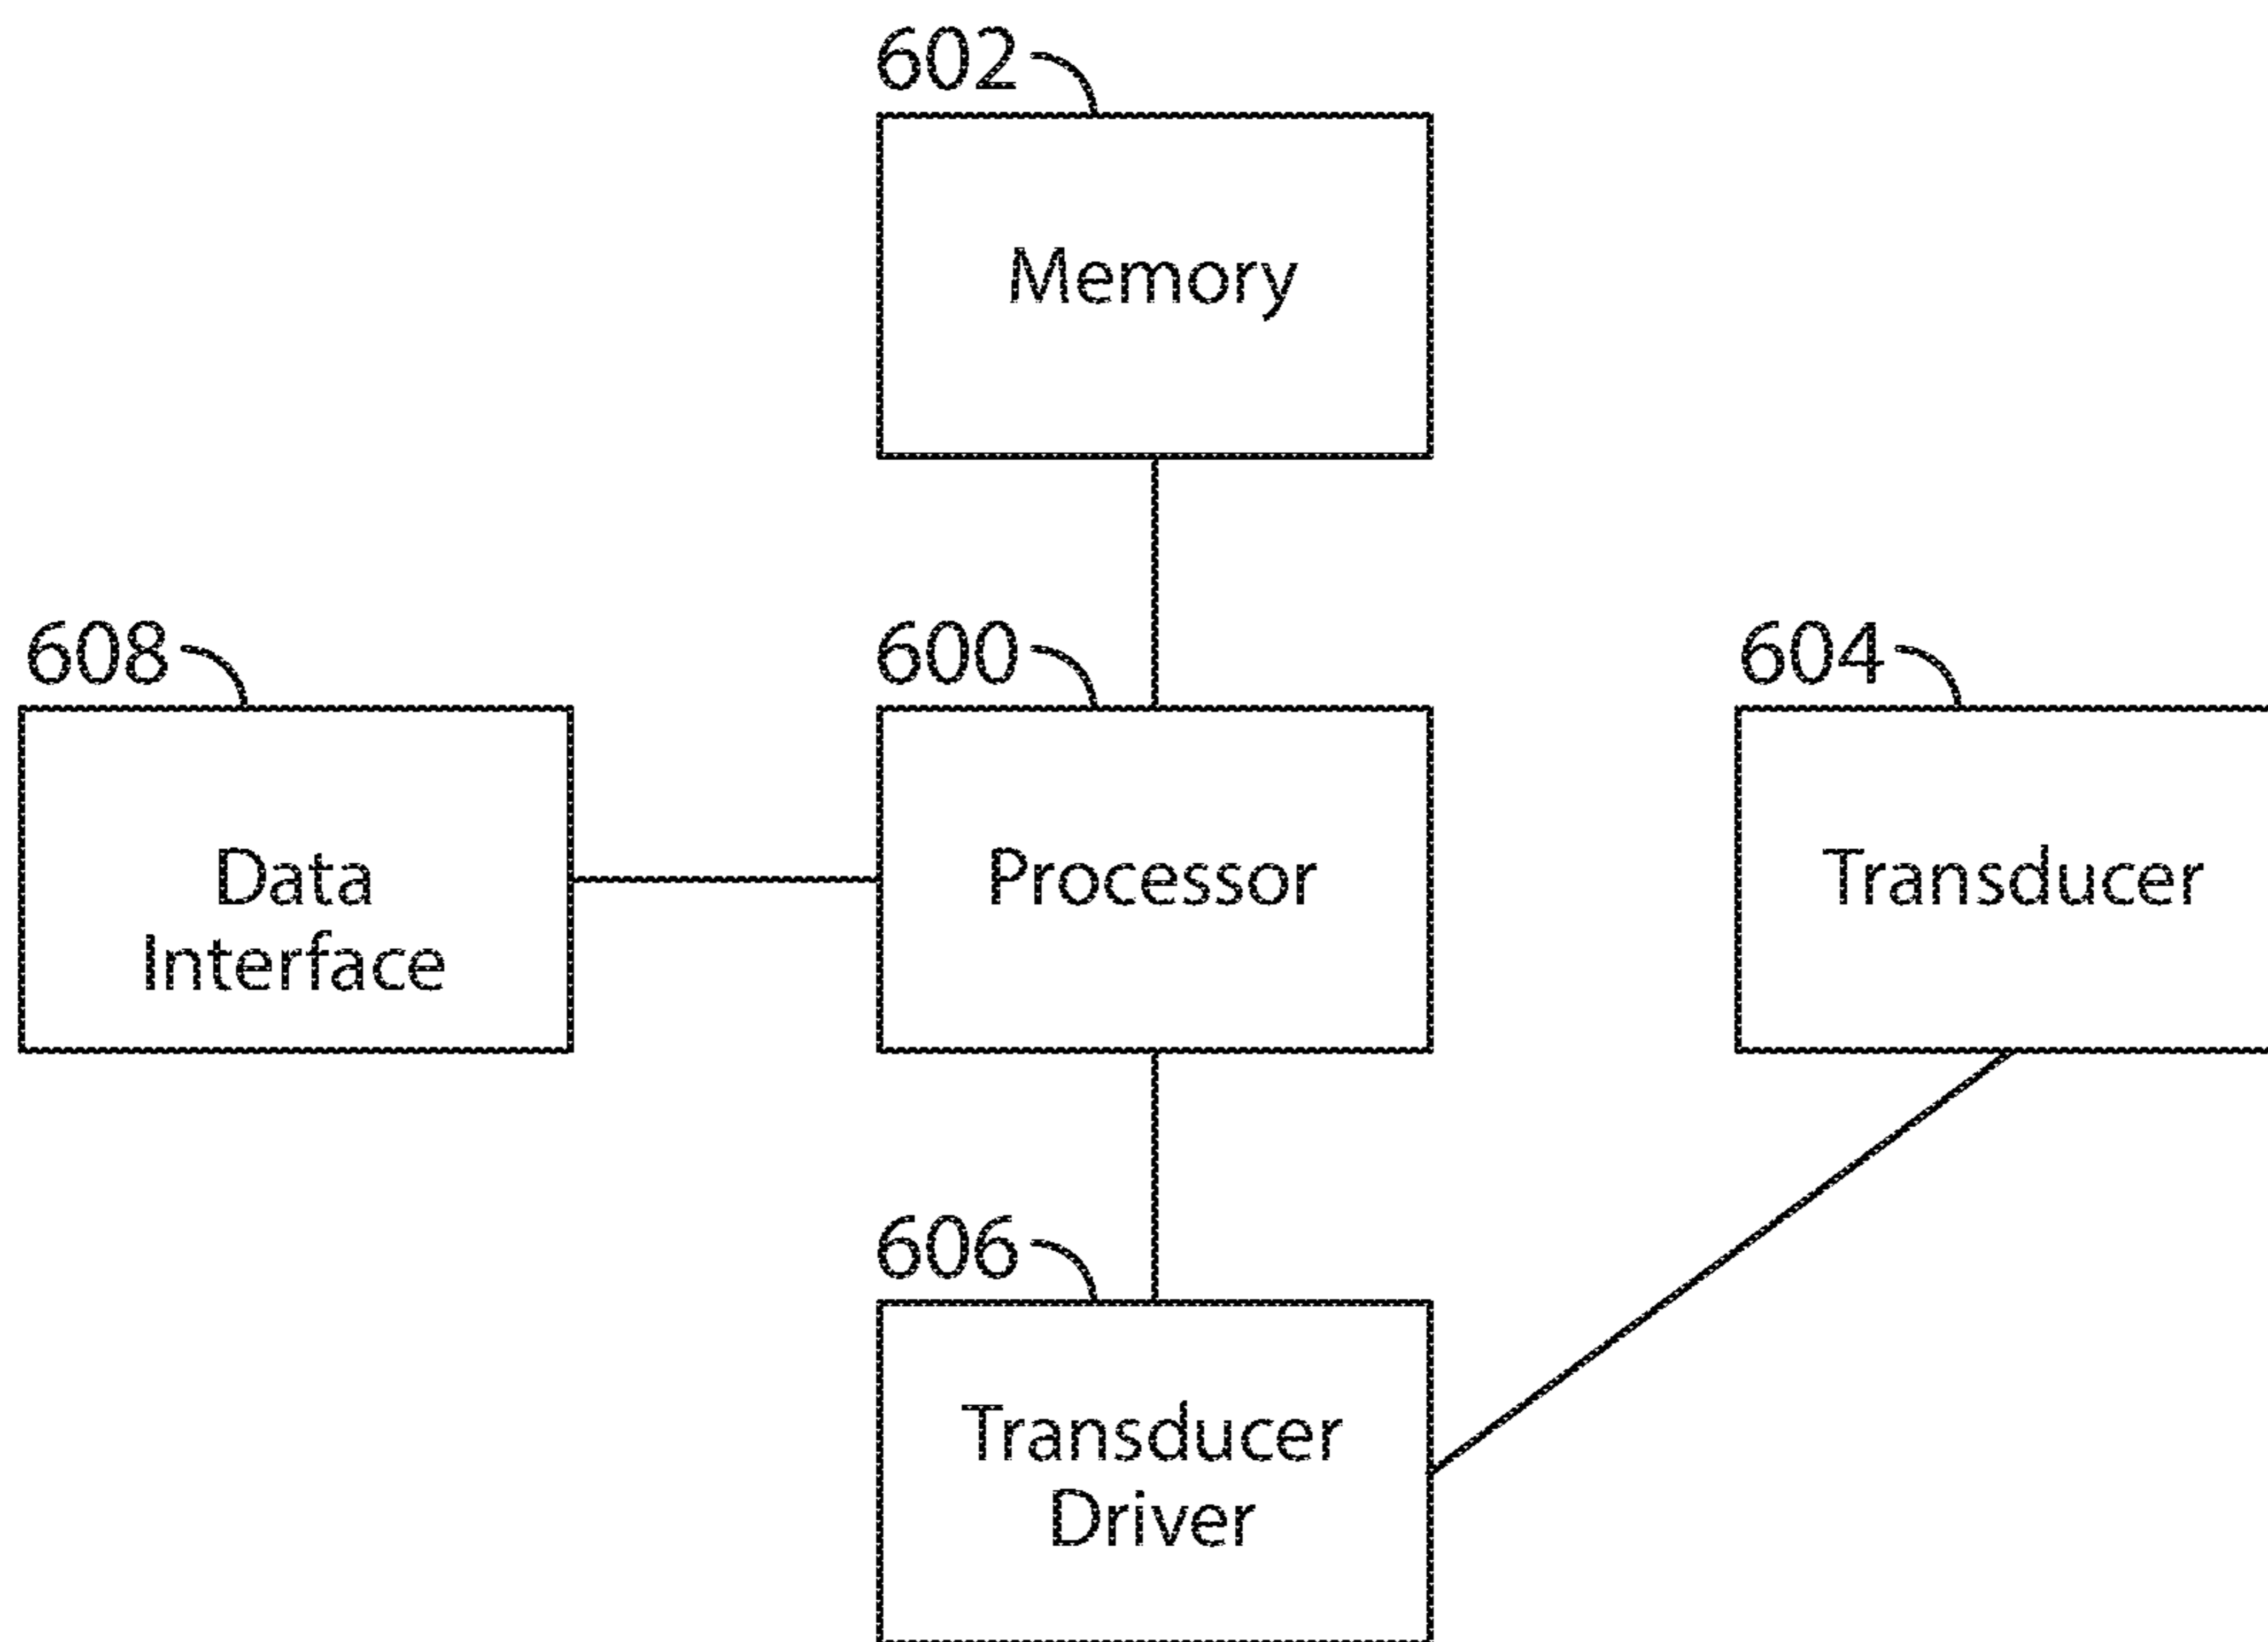 602
Memory
608
600
604
Data
Interface
Processor
Transducer
606
Transducer
Driver